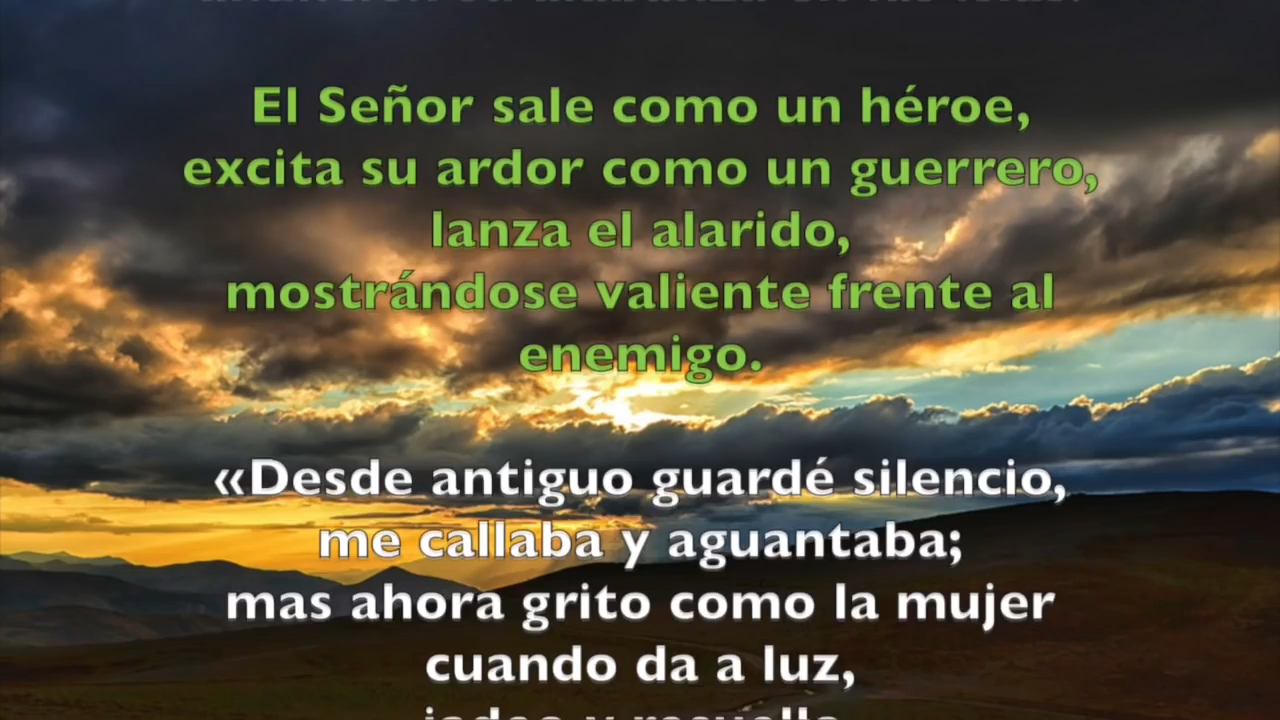 El Señor sale como un héroe,
excita su ardor como un guerrero,
lanza el alarido,
mostrándose valiente frente al
enemigo.
«Desde antiguo guardé silencio,
me callaba y aguantaba;
mas ahora grito como la mujer
cuando da a luz,